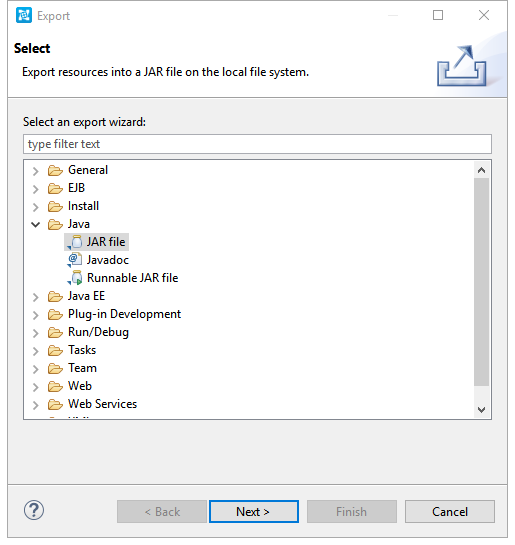 Export
Select
Export resources into a JAR file on the local file system.
Select an export wizard:
type filter text
General
EJB
Install
Java
JAR file
Javadoc
Runnable JAR file
Java EE
Plug-in Development
Run/Debug
Tasks
Team
Web
Web Services
< Back
Next >
Finish
Cancel